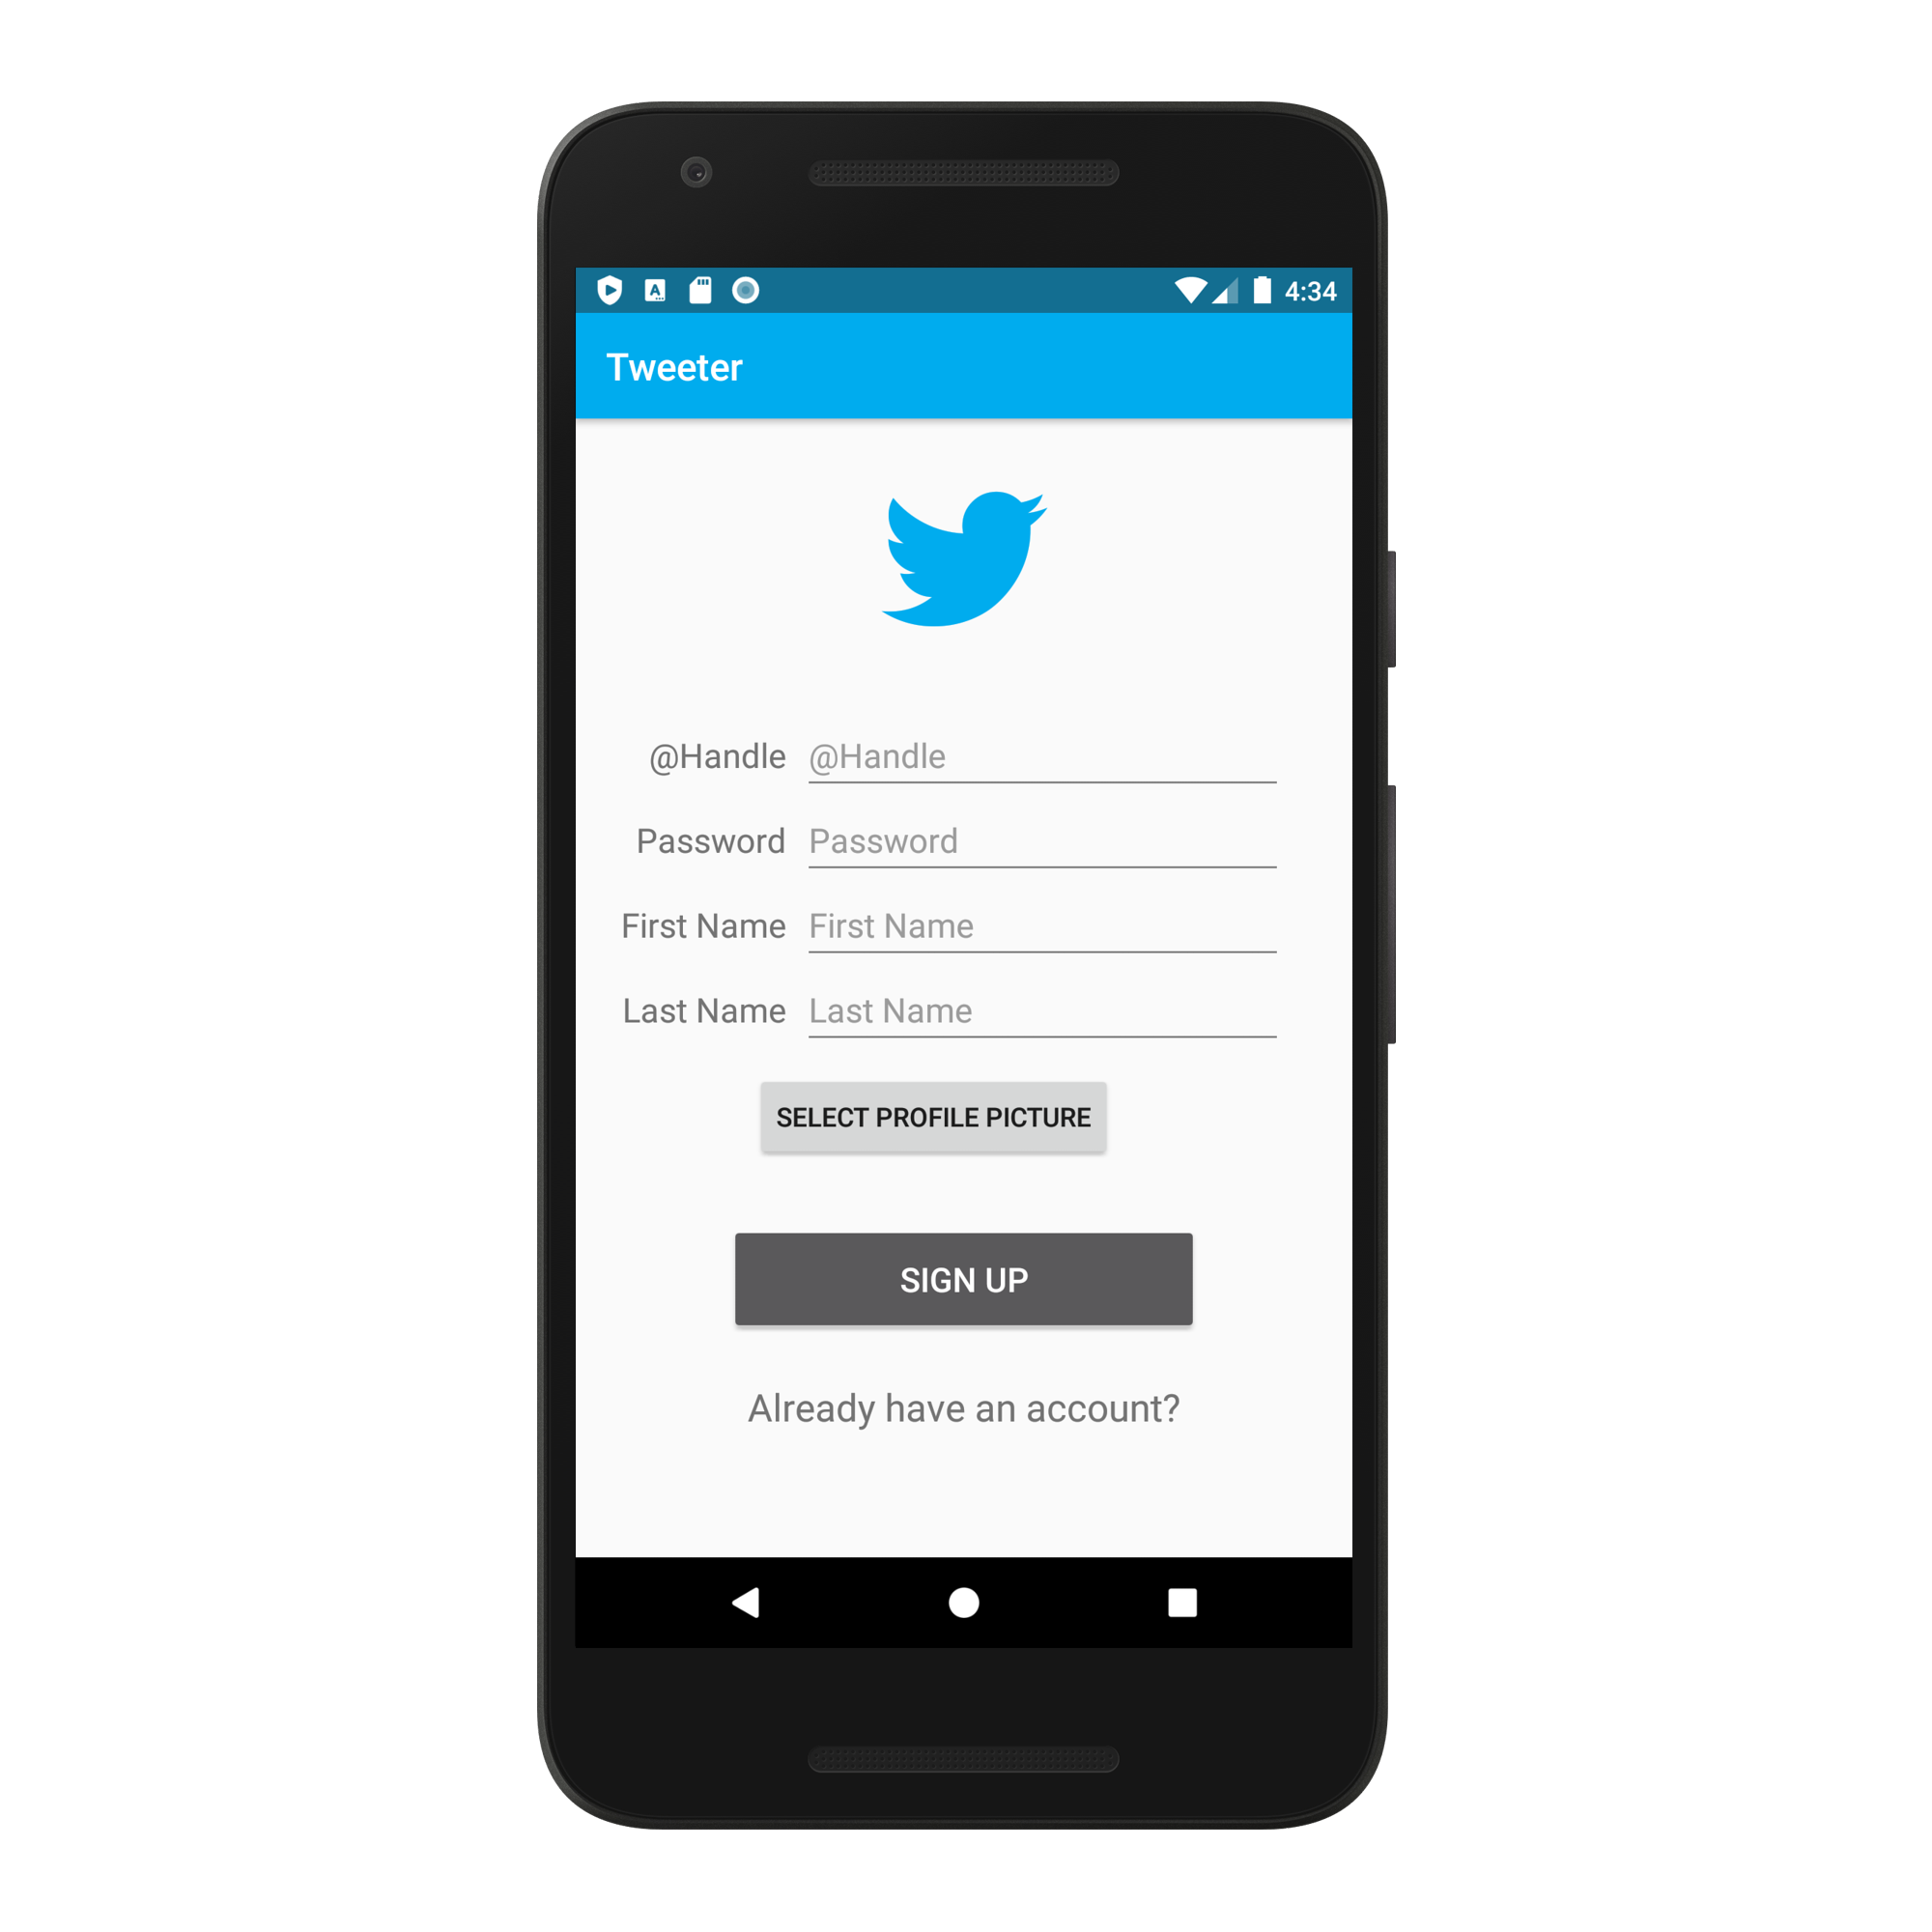 4:34
Tweeter
@Handle @Handle
Password Password
First Name First Name
Last Name Last Name
SELECT PROFILE PICTURE
SIGN UP
Already have an account?